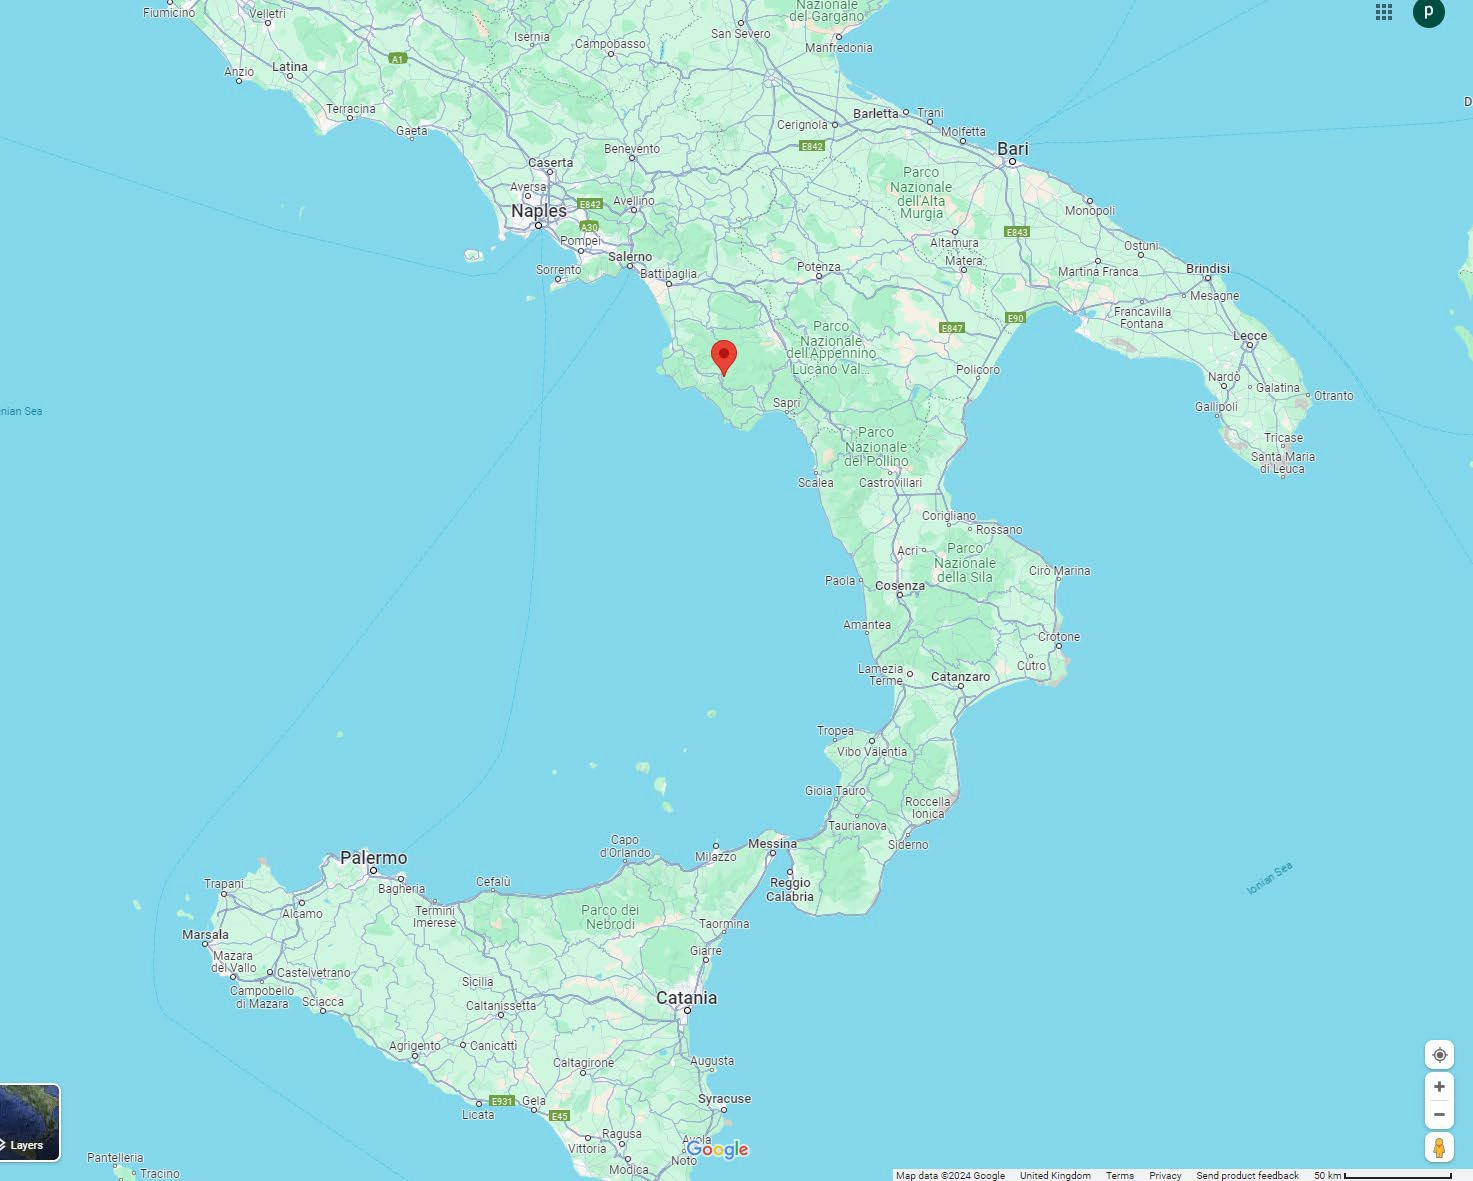 Nazionale
del Gargano
Fiumicino
Velletri
San Severo
Isernia
Campobasso
Manfredonia
A1
Latina
Anzio
Terracina
Gaeta
Barletta
Trani
Cerignola
Molfetta
E842
Bari
Benevento
Caserta
Parco
Nazionale
dell'Alta
Murgia
Aversa
E842
Avellino
Naples
A30
Monopoli
E843
Pompei
Altamura
Ostuni
Salerno
Matera
Sorrento
Battipaglia
Potenza
Martina Franca
Brindisi
Mesagne
Francavilla
Fontana
E90
E847
Parco
Nazionale
dell'Appennino
Lucano Val...
Lecce
Policoro
Nardò
Galatina
Otranto
Sapri
Gallipoli
nian Sea
Parco
Nazionale
del Pollino
Tricase
Santa Maria
di Leuca
Scalea
Castrovillari
Corigliano
Rossano
Acri
Parco
Nazionale
della Sila
Cirò Marina
Paola
Cosenza
Amantea
Crotone
Lamezia
Terme
Cutro
Catanzaro
Tropea
Vibo Valentia
Gioia Tauro
Roccella
Ionica
Taurianova
Siderno
Capo
d'Orlando
Milazzo
Messina
Palermo
Reggio
Calabria
Ionian Sea
Trapani
Bagheria
Cefalù
Alcamo
Termini
Imerese
Parco dei
Nebrodi
Taormina
Marsala
Giarre
Mazara
del Vallo
Castelvetrano
Campobello
di Mazara
Sciacca
Sicilia
Caltanissetta
Catania
Agrigento
Canicattì
Caltagirone
Augusta
E931
Gela
Licata
E45
Syracuse
Ragusa
Vittoria
Avola
Noto
Modica
Pantelleria
Tracino
Layers
Google
p
D
Map data ©2024 Google
United Kingdom
Terms
Privacy
Send product feedback
50 km